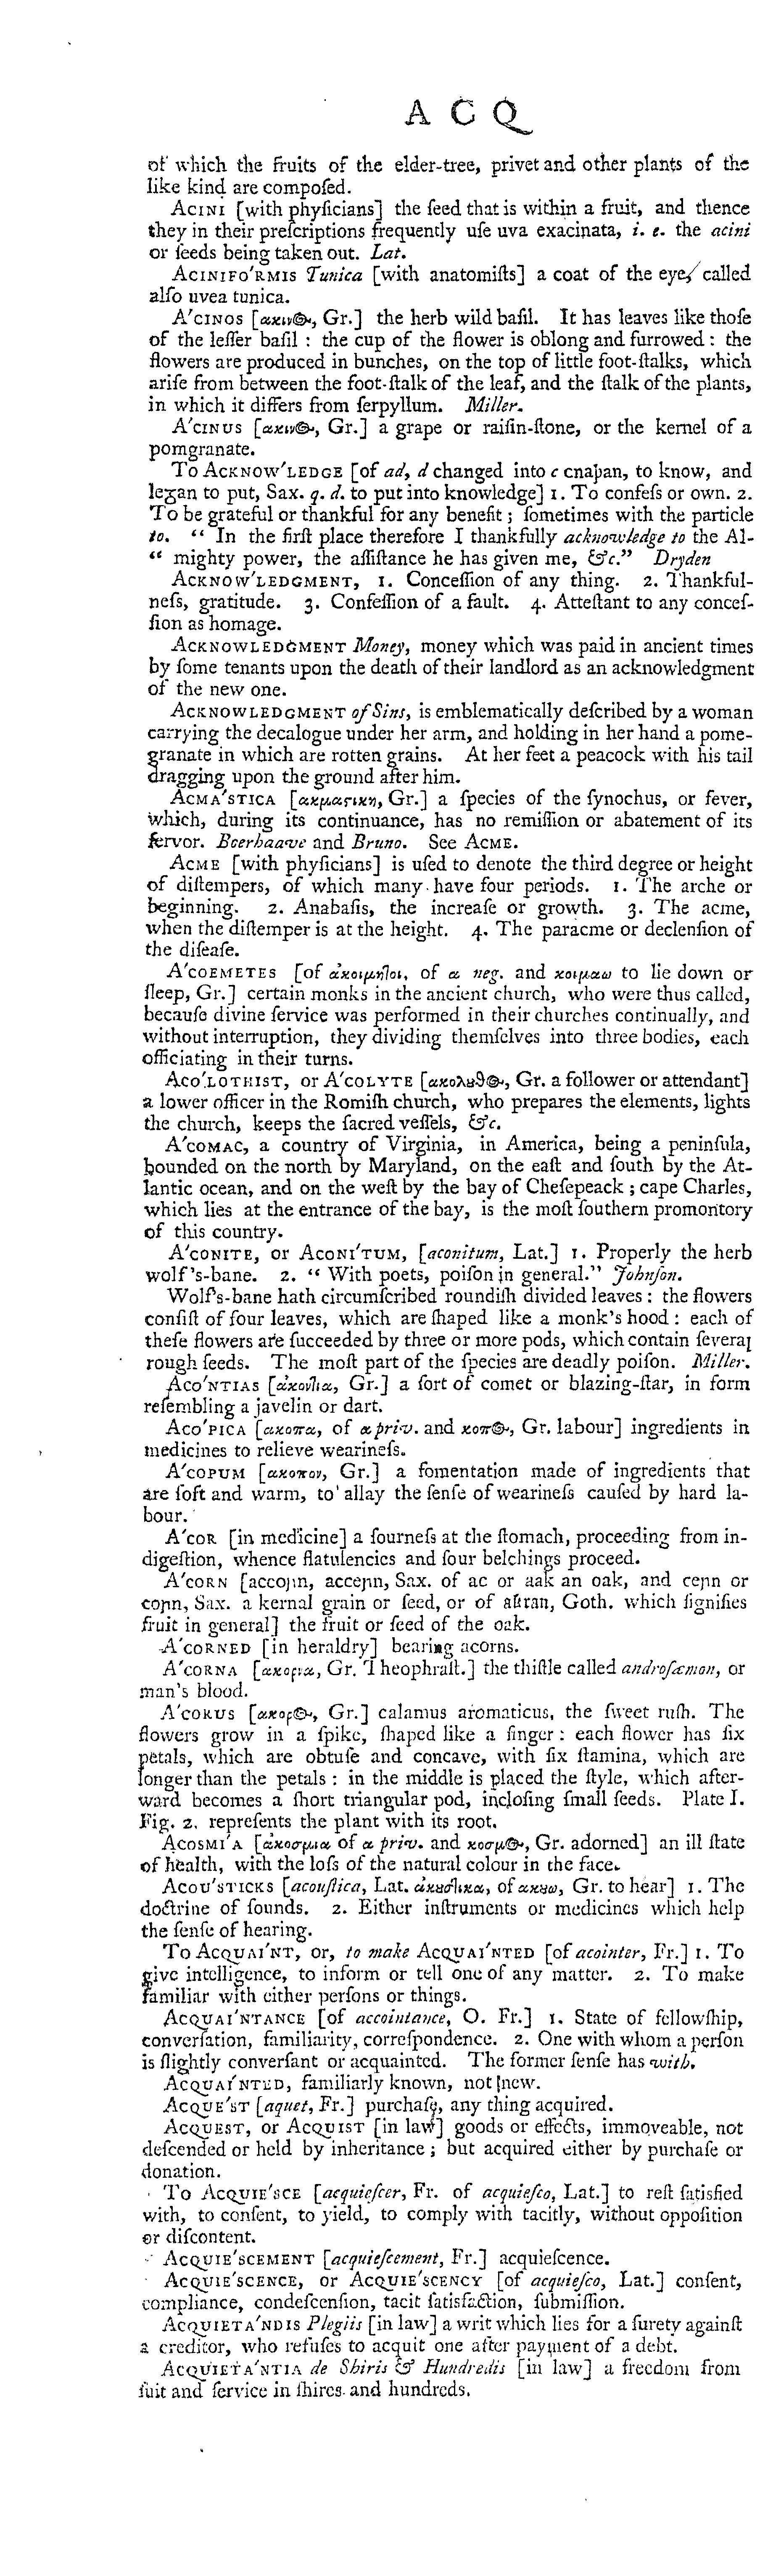 A C Q
of which the fruits of the elder-tree, privet and other plants of the
like kind are compoſed.
ACINI [with phyſicians] the ſeed that is within a fruit, and thence
they in their preſcriptions frequently uſe uva exacinata, i. e. the acini
or ſeeds being taken out. Lat.
ACINIFO'RMIS Tunica [with anatomiſts] a coat of the eye, called
alſo uvea tunica.
A'CINOS [ακινος, Gr.] the herb wild baſil. It has leaves like thoſe
of the leſſer baſil : the cup of the flower is oblong and furrowed : the
flowers are produced in bunches, on the top of little foot-ſtalks, which
ariſe from between the foot-ſtalk of the leaf, and the ſtalk of the plants,
in which it differs from ſerpyllum. Miller.
A'CINUS [ακινος, Gr.] a grape or raiſin-ſtone, or the kernel of a
pomgranate.
To ACKNOW'LEDGE [of ad, d changed into c cnaþan, to know, and
leᵹan to put, Sax. q. d. to put into knowledge] 1. To confeſs or own. 2.
To be grateful or thankful for any benefit ; ſometimes with the particle
to. “ In the firſt place therefore I thankfully acknowledge to the Al-
“ mighty power, the aſſiſtance he has given me, &c.” Dryden
ACKNOW'LEDGMENT, 1. Conceſſion of any thing. 2. Thankful-
neſs, gratitude. 3. Confeſſion of a fault. 4. Atteſtant to any conceſ-
ſion as homage.
ACKNOWLEDGMENT Money, money which was paid in ancient times
by ſome tenants upon the death of their landlord as an acknowledgment
of the new one.
ACKNOWLEDGMENT of Sins, is emblematically deſcribed by a woman
carrying the decalogue under her arm, and holding in her hand a pome-
granate in which are rotten grains. At her feet a peacock with his tail
dragging upon the ground after him.
ACMA'STICA [ακμαϛικη, Gr.] a ſpecies of the ſynochus, or fever,
which, during its continuance, has no remiſſion or abatement of its
fervor. Boerhaave and Bruno. See ACME.
ACME [with phyſicians] is uſed to denote the third degree or height
of diſtempers, of which many have four periods. 1. The arche or
beginning. 2. Anabaſis, the increaſe or growth. 3. The acme,
when the diſtemper is at the height. 4. The paracme or declenſion of
the diſeaſe.
A'COEMETES [of ἀκοιμηἸοι, of α neg. and κοιμαω to lie down or
ſleep, Gr.] certain monks in the ancient church, who were thus called,
becauſe divine ſervice was performed in their churches continually, and
without interruption, they dividing themſelves into three bodies, each
officiating in their turns.
ACO'LOTHIST, or A'COLYTE [ακολȣθος, Gr. a follower or attendant]
a lower officer in the Romiſh church, who prepares the elements, lights
the church, keeps the ſacred veſſels, &c.
A'COMAC, a country of Virginia, in America, being a peninſula,
bounded on the north by Maryland, on the eaſt and ſouth by the At-
lantic ocean, and on the weſt by the bay of Cheſepeack ; cape Charles,
which lies at the entrance of the bay, is the moſt ſouthern promontory
of this country.
A'CONITE, or ACONI'TUM, [aconitum, Lat.] 1. Properly the herb
wolf's-bane. 2. “ With poets, poiſon in general.” Johnſon.
Wolf's-bane hath circumſcribed roundiſh divided leaves : the flowers
conſiſt of four leaves, which are ſhaped like a monk's hood : each of
theſe flowers are ſucceeded by three or more pods, which contain ſeveral
rough ſeeds. The moſt part of the ſpecies are deadly poiſon. Miller.
ACO'NTIAS [ἀκονἸια, Gr.] a ſort of comet or blazing-ſtar, in form
reſembling a javelin or dart.
ACO'PICA [ακοπα, of α priv. and κοπος, Gr. labour] ingredients in
medicines to relieve wearineſs.
A'COPUM [ακοπον, Gr.] a fomentation made of ingredients that
are ſoft and warm, to allay the ſenſe of wearineſs cauſed by hard la-
bour.
A'COR [in medicine] a ſourneſs at the ſtomach, proceeding from in-
digeſtion, whence flatulencies and ſour belchings proceed.
A'CORN [accoꞃn, acceꞃn, Sax. of ac or aak an oak, and ceꞃn or
coꞃn, Sax. a kernal grain or ſeed, or of akran, Goth. which ſignifies
fruit in general] the fruit or ſeed of the oak.
A'CORNED [in heraldry] bearing acorns.
A'CORNA [ακορια, Gr. Theophraſt.] the thiſtle called androſæmon, or
man's blood.
A'CORUS [ακορος, Gr.] calamus aromaticus, the ſweet ruſh. The
flowers grow in a ſpike, ſhaped like a finger : each flower has ſix
petals, which are obtuſe and concave, with ſix ſtamina, which are
longer than the petals : in the middle is placed the ſtyle, which after-
ward becomes a ſhort triangular pod, incloſing ſmall ſeeds. Plate I.
Fig. 2. repreſents the plant with its root.
ACOSMI'A [ἀκοσμια of α priv. and κοσμος, Gr. adorned] an ill ſtate
of health, with the loſs of the natural colour in the face.
ACOU'STICKS [acouſtica, Lat. ἀκȣσἸικα, of ακȣω, Gr. to hear] 1. The
doctrine of ſounds. 2. Either inſtruments or medicines which help
the ſenſe of hearing.
To ACQUAI'NT, or, to make ACQUAI'NTED [of acointer, Fr.] 1. To
give intelligence, to inform or tell one of any matter. 2. To make
familiar with either perſons or things.
ACQUAI'NTANCE [of accointance, O. Fr.] 1. State of fellowſhip,
converſation, familiarity, correſpondence. 2. One with whom a perſon
is ſlightly converſant or acquainted. The former ſenſe has with.
ACQUAI'NTED, familiarly known, not new.
ACQUE'ST [aquet, Fr.] purchaſe, any thing acquired.
ACQUEST, or ACQUIST [in law] goods or effects, immoveable, not
deſcended or held by inheritance ; but acquired either by purchaſe or
donation.
To ACQUIE'SCE [acquieſcer, Fr. of acquieſco, Lat.] to reſt ſatisfied
with, to conſent, to yield, to comply with tacitly, without oppoſition
or diſcontent.
ACQUIE'SCEMENT [acquieſcement, Fr.] acquieſcence.
ACQUIE'SCENCE, or ACQUIE'SCENCY [of acquieſco, Lat.] conſent,
compliance, condeſcenſion, tacit ſatisfaction, ſubmiſſion.
ACQUIETA'NDIS Plegiis [in law] a writ which lies for a ſurety againſt
a creditor, who refuſes to acquit one after payment of a debt.
ACQUIETA'NTIA de Shiris & Hundredis [in law] a freedom from
ſuit and ſervice in ſhires and hundreds.